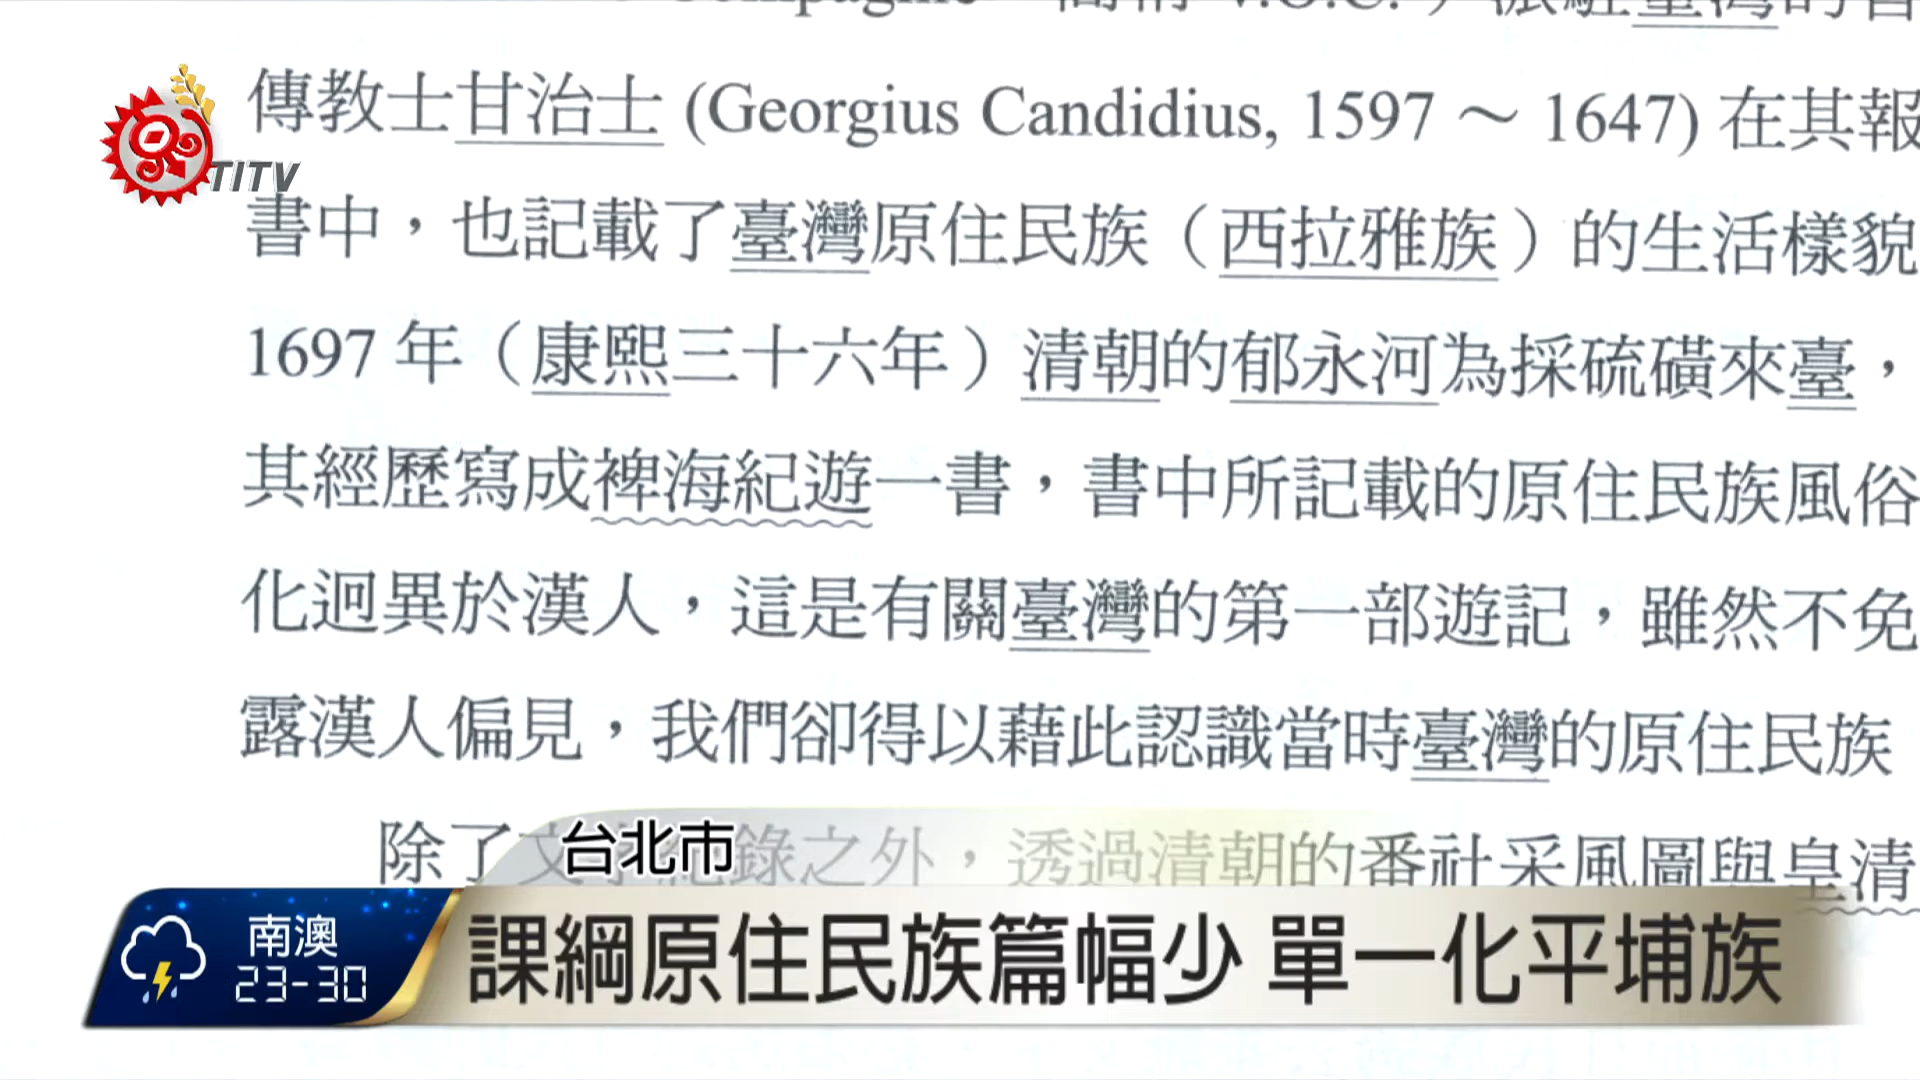 傳教士甘治士 (Georgius Candidius, 1597 ～ 1647) 在其報
TITV
書中，也記載了臺灣原住民族（西拉雅族）的生活樣貌
1697 年（康熙三十六年）清朝的郁永河為採硫磺來臺，
其經歷寫成裨海紀遊一書，書中所記載的原住民族風俗
化迥異於漢人，這是有關臺灣的第一部遊記，雖然不免
露漢人偏見，我們卻得以藉此認識當時臺灣的原住民族
除了文字紀錄之外，透過清朝的番社采風圖與皇清
台北市
南澳
23-30
課綱原住民族篇幅少 單一化平埔族